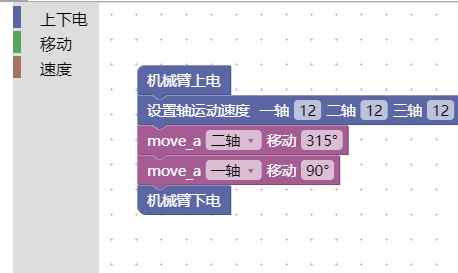 上下电
移动
速度
机械臂上电
设置轴运动速度 一轴 12 二轴 12 三轴 12
move_a 二轴 移动 315°
move_a 一轴 移动 90°
机械臂下电